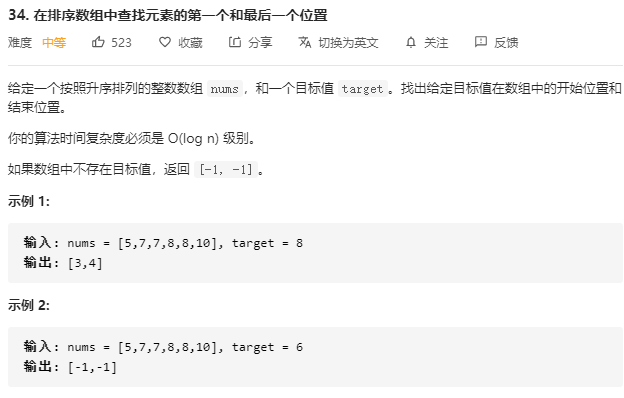 34. 在排序数组中查找元素的第一个和最后一个位置
难度 中等 523 收藏 分享 切换为英文 关注 反馈
给定一个按照升序排列的整数数组 nums，和一个目标值 target。找出给定目标值在数组中的开始位置和
结束位置。
你的算法时间复杂度必须是 O(log n) 级别。
如果数组中不存在目标值，返回 [-1, -1]。
示例 1:
输入: nums = [5,7,7,8,8,10], target = 8
输出: [3,4]
示例 2:
输入: nums = [5,7,7,8,8,10], target = 6
输出: [-1,-1]